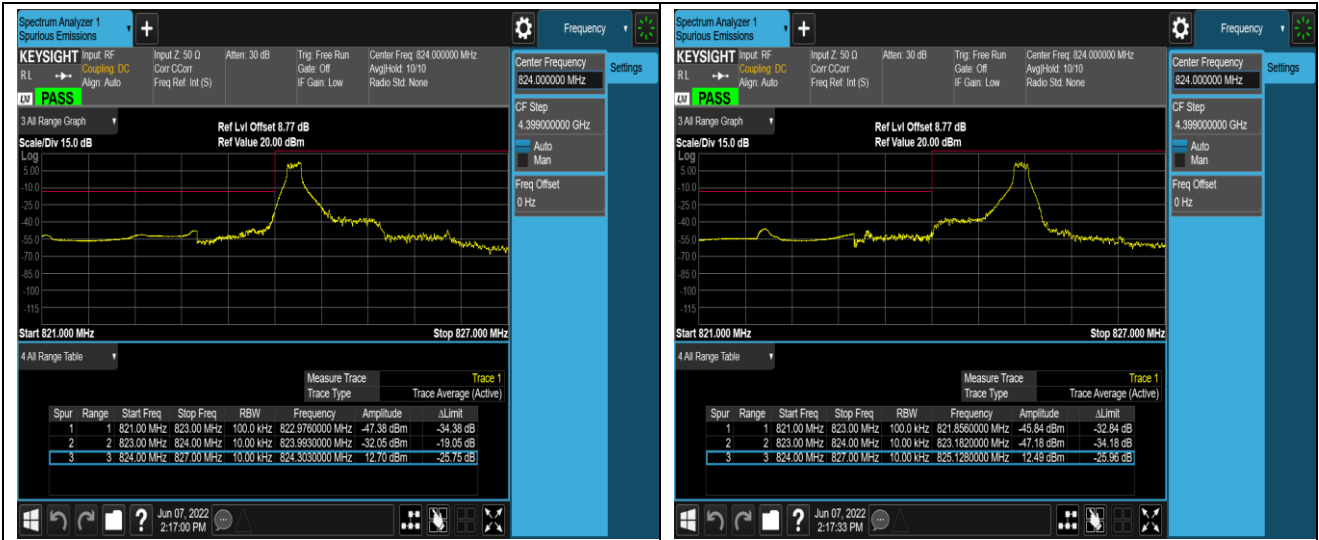 Spectrum Analyzer 1
Spurious Emissions
+
Frequency
KEYSIGHT Input: RF Input Z: 50 Ω Atten: 30 dB Trig: Free Run Center Freq: 824.000000 MHz
Coupling: DC Corr CCorr Gate: Off Avg|Hold: 10/10
RL Align: Auto Freq Ref: Int (S) IF Gain: Low Radio Std: None
LXI PASS
Center Frequency
824.000000 MHz
Settings
CF Step
4.399000000 GHz
Auto
Man
Freq Offset
0 Hz
3 All Range Graph
Ref Lvl Offset 8.77 dB
Scale/Div 15.0 dB Ref Value 20.00 dBm
Log
5.00
-10.0
-25.0
-40.0
-55.0
-70.0
-85.0
-100
-115
Start 821.000 MHz Stop 827.000 MHz
4 All Range Table
Measure Trace Trace 1
Trace Type Trace Average (Active)
Spur Range Start Freq Stop Freq RBW Frequency Amplitude ΔLimit
1 1 821.00 MHz 823.00 MHz 100.0 kHz 822.9760000 MHz -47.38 dBm -34.38 dB
2 2 823.00 MHz 824.00 MHz 10.00 kHz 823.9930000 MHz -32.05 dBm -19.05 dB
3 3 824.00 MHz 827.00 MHz 10.00 kHz 824.3030000 MHz 12.70 dBm -25.75 dB
? Jun 07, 2022
2:17:00 PM
Spectrum Analyzer 1
Spurious Emissions
+
Frequency
KEYSIGHT Input: RF Input Z: 50 Ω Atten: 30 dB Trig: Free Run Center Freq: 824.000000 MHz
Coupling: DC Corr CCorr Gate: Off Avg|Hold: 10/10
RL Align: Auto Freq Ref: Int (S) IF Gain: Low Radio Std: None
LXI PASS
Center Frequency
824.000000 MHz
Settings
CF Step
4.399000000 GHz
Auto
Man
Freq Offset
0 Hz
3 All Range Graph
Ref Lvl Offset 8.77 dB
Scale/Div 15.0 dB Ref Value 20.00 dBm
Log
5.00
-10.0
-25.0
-40.0
-55.0
-70.0
-85.0
-100
-115
Start 821.000 MHz Stop 827.000 MHz
4 All Range Table
Measure Trace Trace 1
Trace Type Trace Average (Active)
Spur Range Start Freq Stop Freq RBW Frequency Amplitude ΔLimit
1 1 821.00 MHz 823.00 MHz 100.0 kHz 821.8560000 MHz -45.84 dBm -32.84 dB
2 2 823.00 MHz 824.00 MHz 10.00 kHz 823.1820000 MHz -47.18 dBm -34.18 dB
3 3 824.00 MHz 827.00 MHz 10.00 kHz 825.1280000 MHz 12.49 dBm -25.96 dB
? Jun 07, 2022
2:17:33 PM